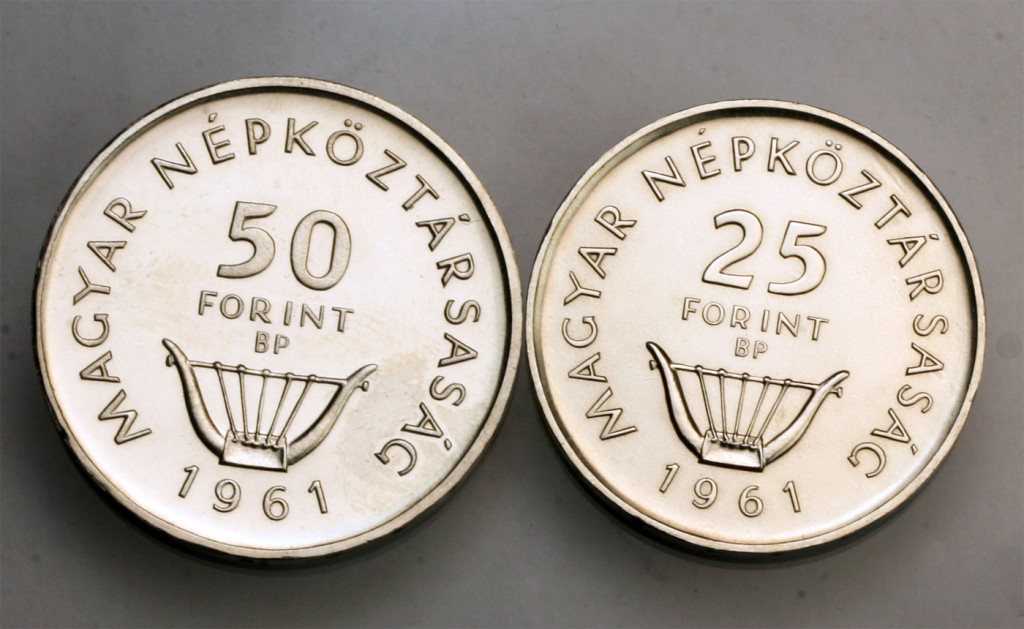 MAGYAR NÉPKÖZTÁRSASÁG
50
FORINT
BP
1961
MAGYAR NÉPKÖZTÁRSASÁG
25
FORINT
BP
1961